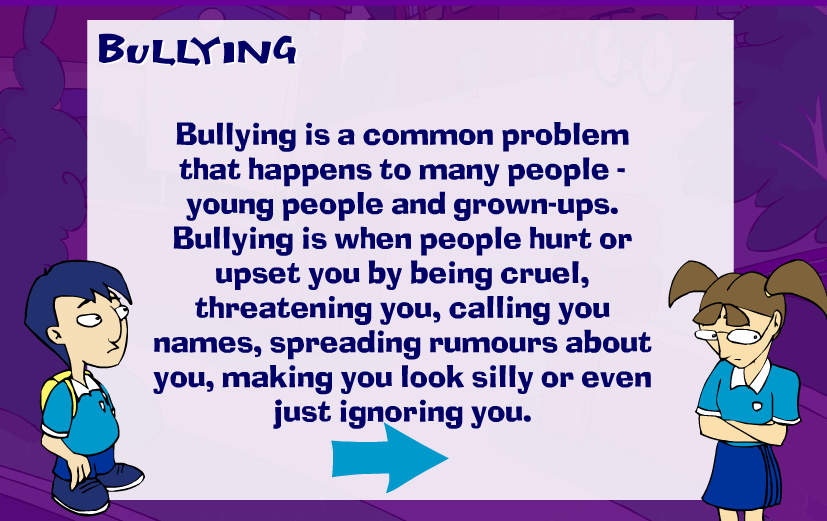 Bullying
Bullying is a common problem
that happens to many people -
young people and grown-ups.
Bullying is when people hurt or
upset you by being cruel,
threatening you, calling you
names, spreading rumours about
you, making you look silly or even
just ignoring you.